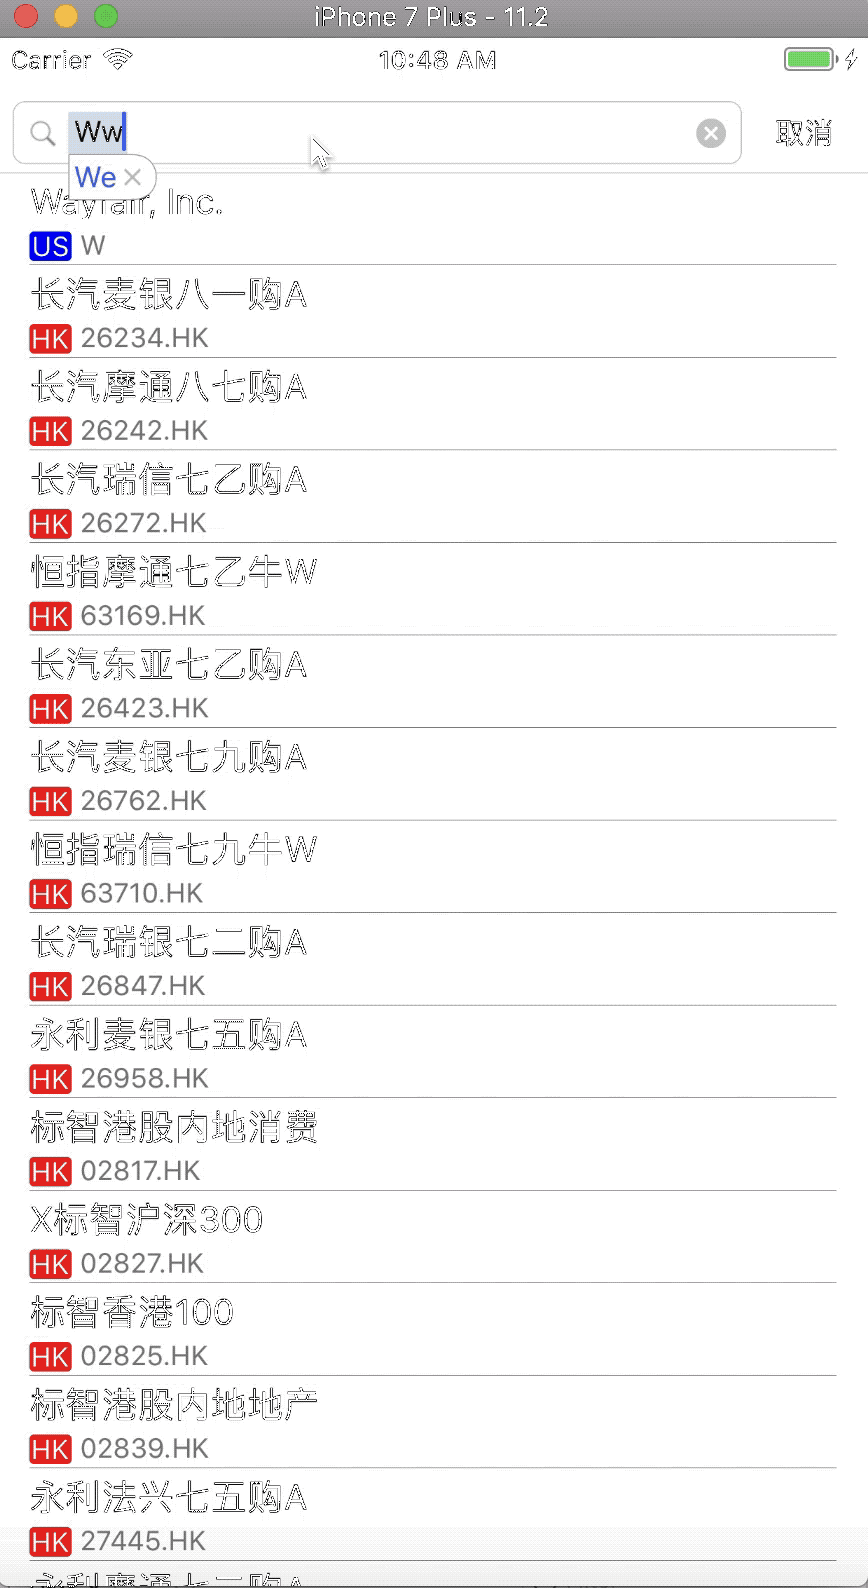 iPhone 7 Plus - 11.2
Carrier 10:48 AM
Ww 取消
We
Wayfair, Inc.
US W
长汽麦银八一购A
HK 26234.HK
长汽摩通八七购A
HK 26242.HK
长汽瑞信七乙购A
HK 26272.HK
恒指摩通七乙牛W
HK 63169.HK
长汽东亚七乙购A
HK 26423.HK
长汽麦银七九购A
HK 26762.HK
恒指瑞信七九牛W
HK 63710.HK
长汽瑞银七二购A
HK 26847.HK
永利麦银七五购A
HK 26958.HK
标智港股内地消费
HK 02817.HK
X标智沪深300
HK 02827.HK
标智香港100
HK 02825.HK
标智港股内地地产
HK 02839.HK
永利法兴七五购A
HK 27445.HK